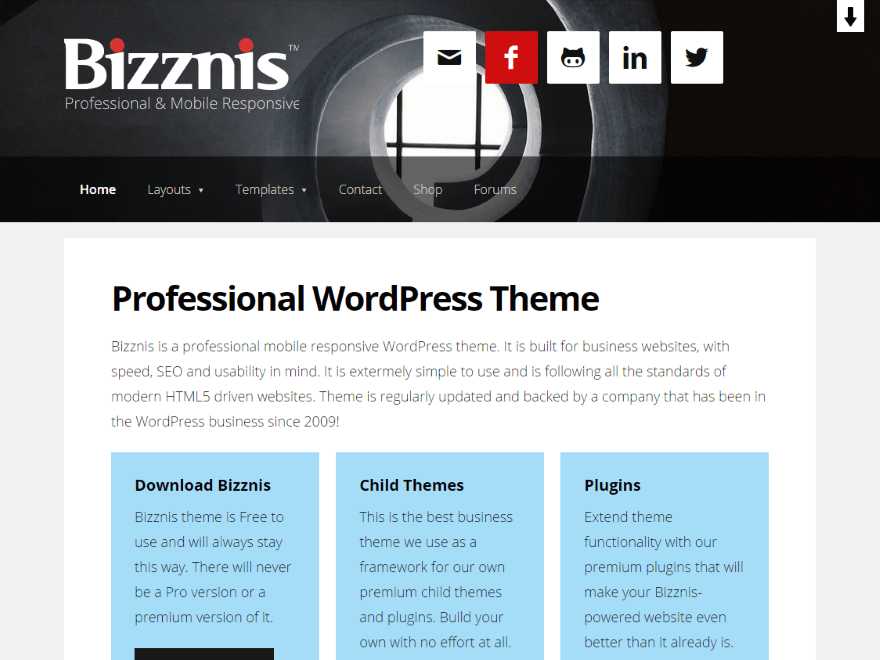 Bizznis™
Professional & Mobile Responsive
Home Layouts ▾ Templates ▾ Contact Shop Forums
Professional WordPress Theme
Bizznis is a professional mobile responsive WordPress theme. It is built for business websites, with
speed, SEO and usability in mind. It is extermely simple to use and is following all the standards of
modern HTML5 driven websites. Theme is regularly updated and backed by a company that has been in
the WordPress business since 2009!
Download Bizznis
Bizznis theme is Free to
use and will always stay
this way. There will never
be a Pro version or a
premium version of it.
Child Themes
This is the best business
theme we use as a
framework for our own
premium child themes
and plugins. Build your
own with no effort at all.
Plugins
Extend theme
functionality with our
premium plugins that will
make your Bizznis-
powered website even
better than it already is.